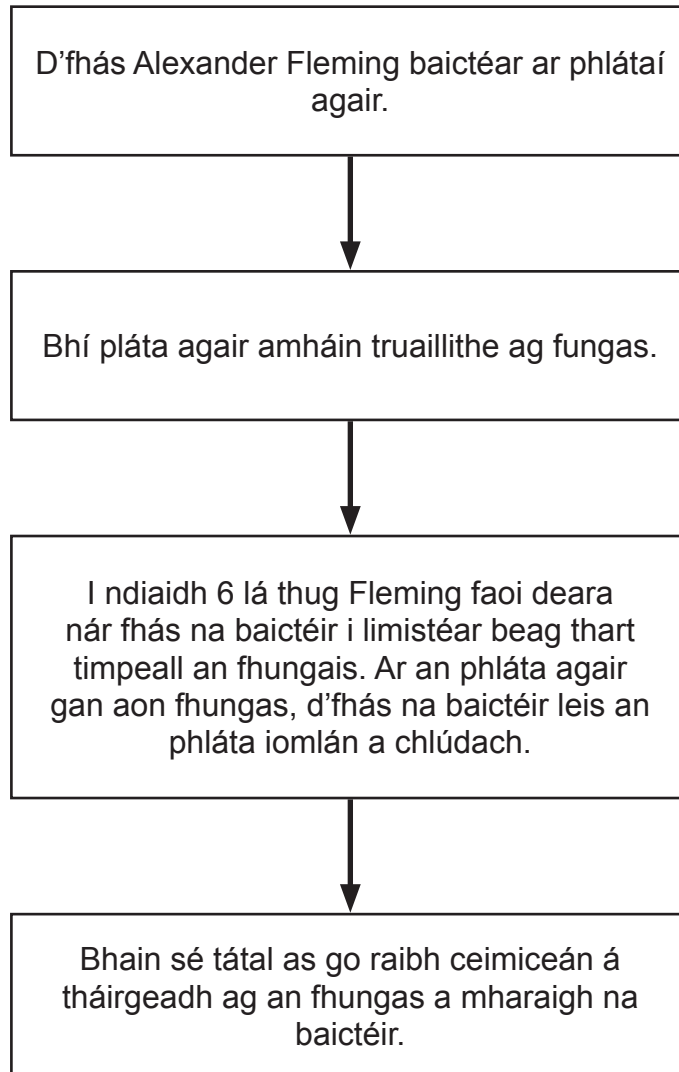 D’fhás Alexander Fleming baictéar ar phlátaí
agair.
Bhí pláta agair amháin truaillithe ag fungas.
I ndiaidh 6 lá thug Fleming faoi deara
nár fhás na baictéir i limistéar beag thart
timpeall an fhungais. Ar an phláta agair
gan aon fhungas, d’fhás na baictéir leis an
phláta iomlán a chlúdach.
Bhain sé tátal as go raibh ceimiceán á
tháirgeadh ag an fhungas a mharaigh na
baictéir.